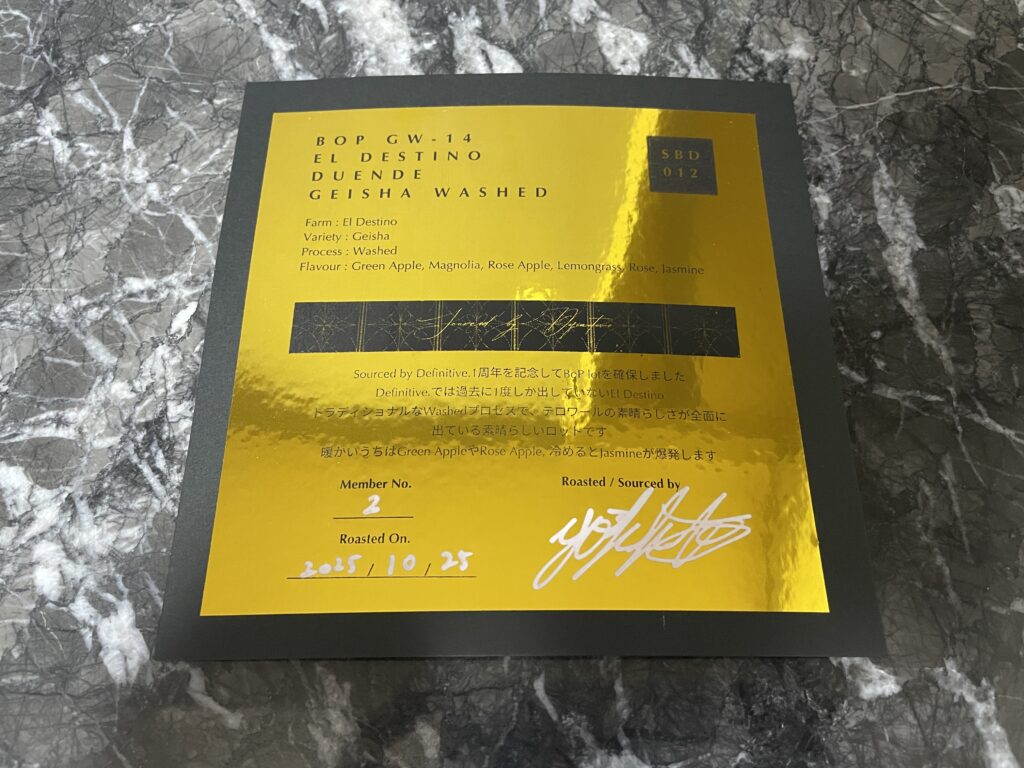 BOP GW-14
EL DESTINO
DUENDE
GEISHA WASHED
SBD
012
Farm : El Destino
Variety : Geisha
Process : Washed
Flavour : Green Apple, Magnolia, Rose Apple, Lemongrass, Rose, Jasmine
Sourced by Definitive
Sourced by Definitive.1周年を記念してBoP lotを確保しました
Definitive.では過去に1度しか出していないEl Destino
トラディショナルなWashedプロセスで、テロワールの素晴らしさが全面に
出ている素晴らしいロットです
暖かいうちはGreen AppleやRose Apple, 冷めるとJasmineが爆発します
Member No.
2
Roasted On.
2025 / 10 / 25
Roasted / Sourced by